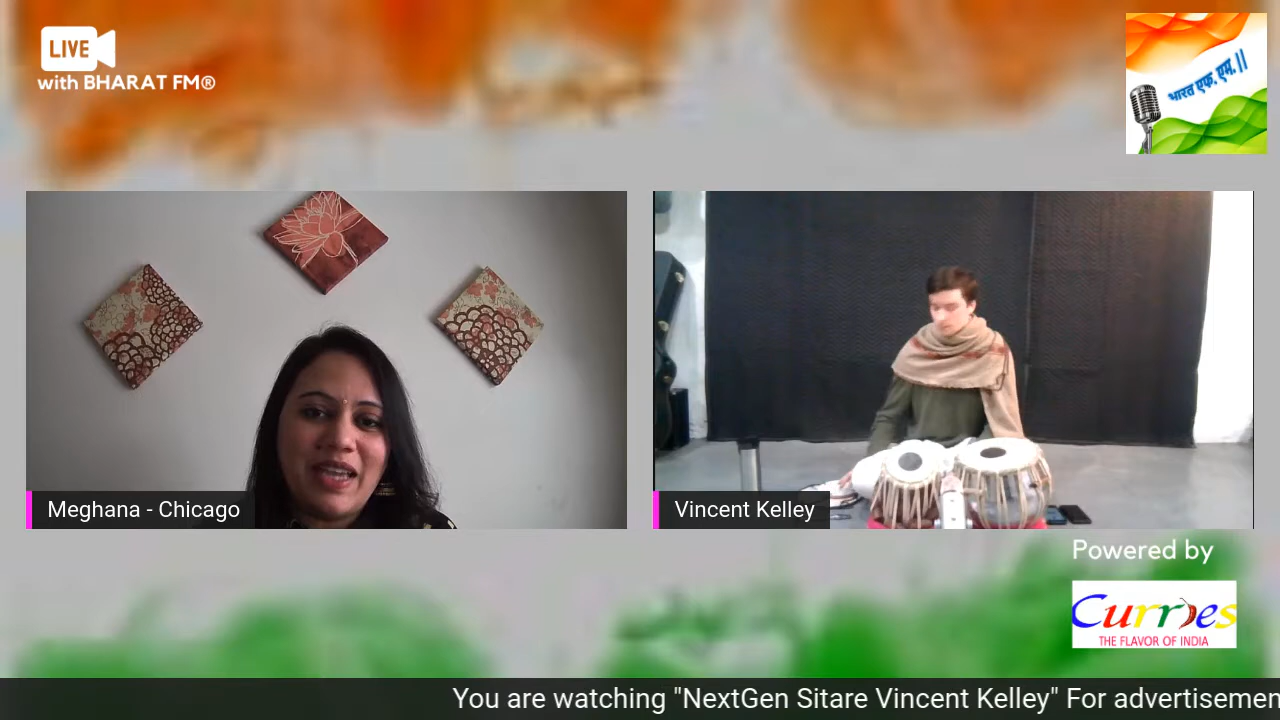 LIVE
with BHARAT FM®
भारत एफ. एम. ||
Meghana - Chicago
Vincent Kelley
Powered by
Curries
THE FLAVOR OF INDIA
You are watching "NextGen Sitare Vincent Kelley" For advertisemen